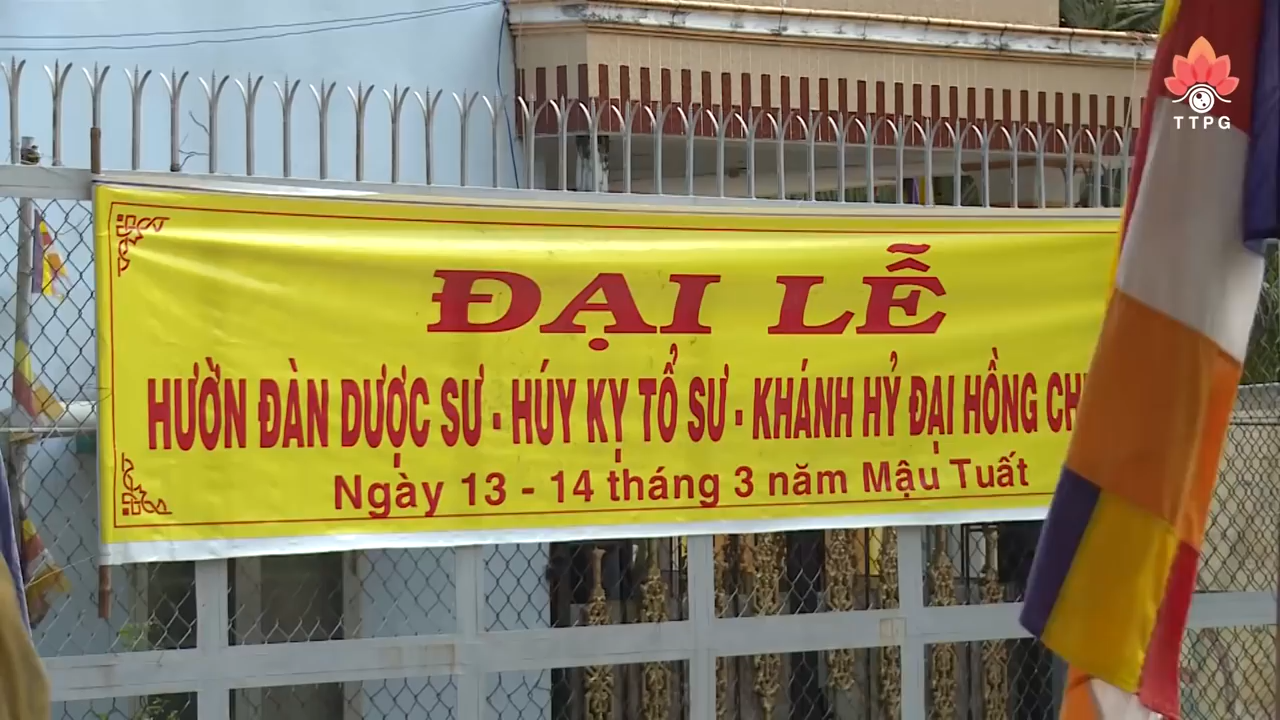 TTPG
ĐẠI LỄ
HƯỜN ĐÀN DƯỢC SƯ - HÚY KỴ TỔ SƯ - KHÁNH HỶ ĐẠI HỒNG
Ngày 13 - 14 tháng 3 năm Mậu Tuất